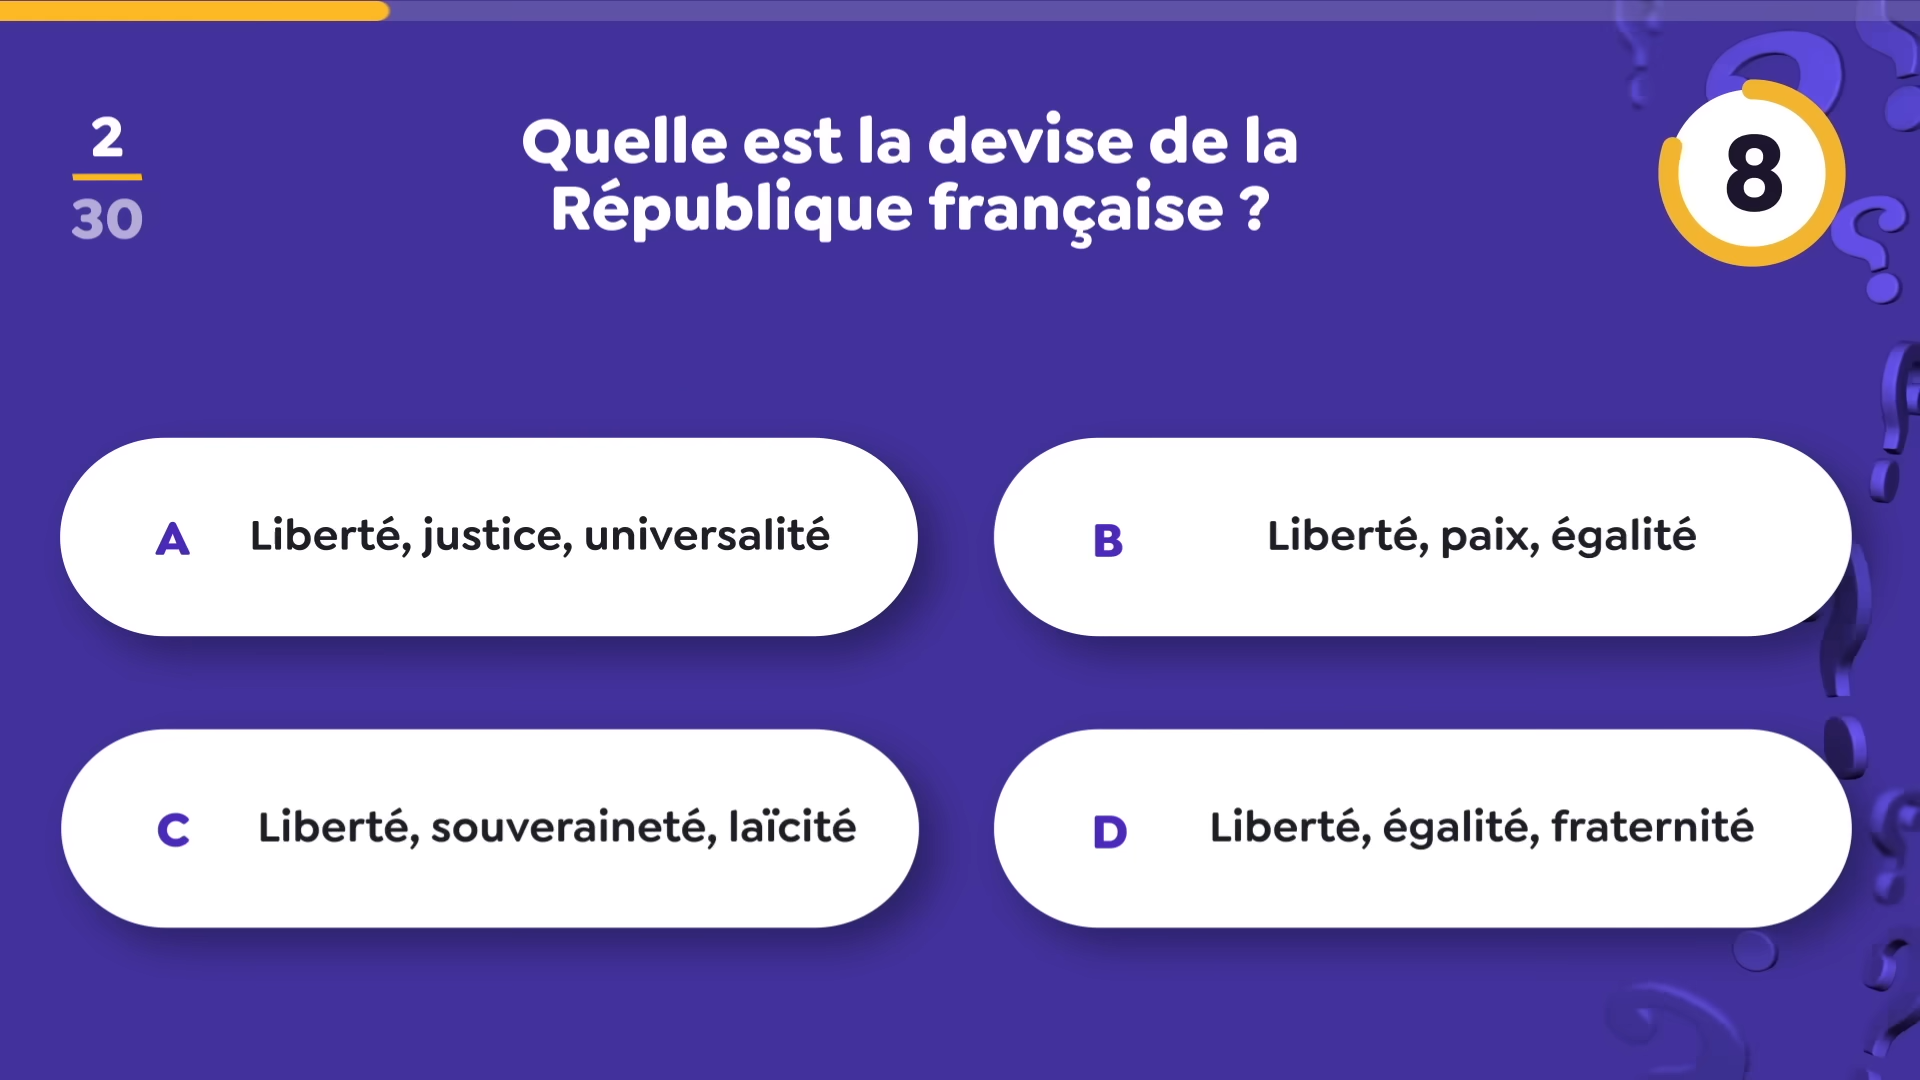 2
30
Quelle est la devise de la
République française ?
8
A Liberté, justice, universalité
B Liberté, paix, égalité
C Liberté, souveraineté, laïcité
D Liberté, égalité, fraternité